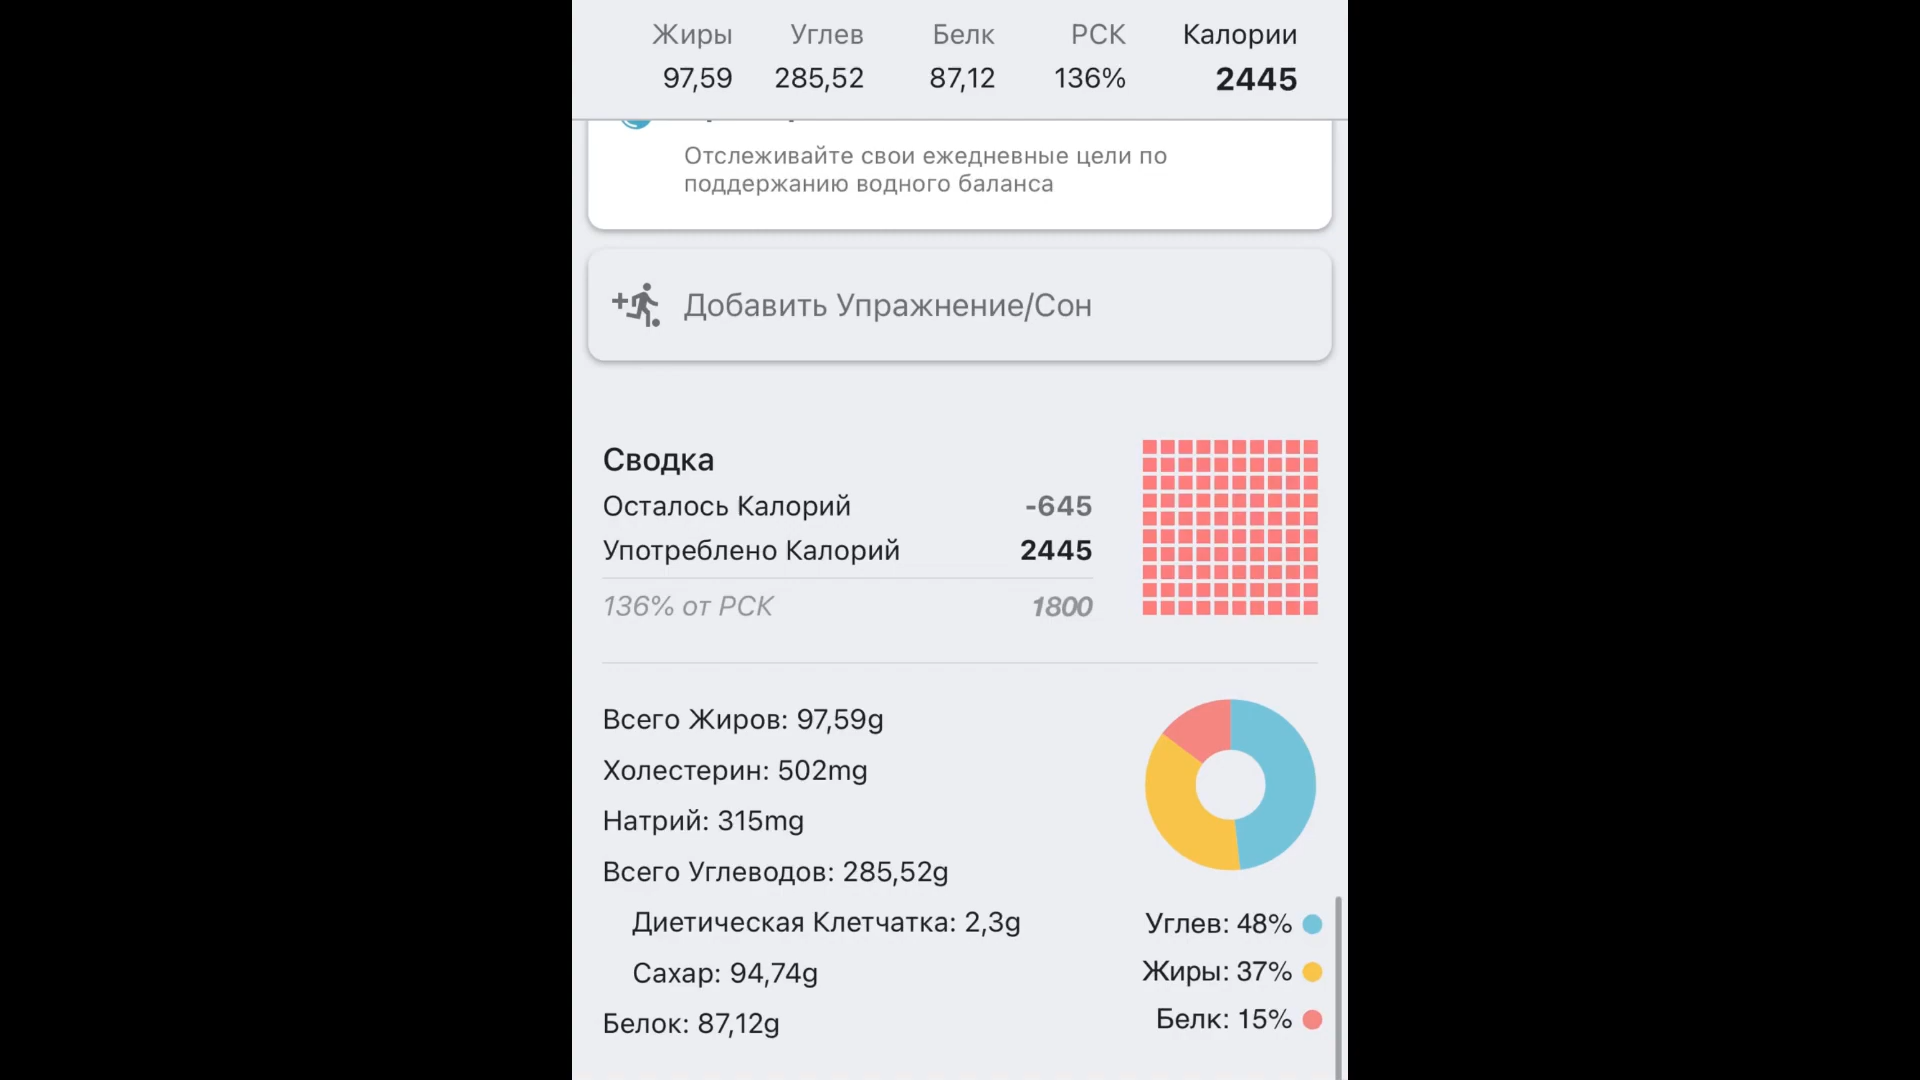 Жиры Углев Белк РСК Калории
97,59 285,52 87,12 136% 2445
Отслеживайте свои ежедневные цели по
поддержанию водного баланса
Добавить Упражнение/Сон
Сводка
Осталось Калорий -645
Употреблено Калорий 2445
136% от РСК 1800
Всего Жиров: 97,59g
Холестерин: 502mg
Натрий: 315mg
Всего Углеводов: 285,52g
Диетическая Клетчатка: 2,3g
Сахар: 94,74g
Белок: 87,12g
Углев: 48%
Жиры: 37%
Белк: 15%